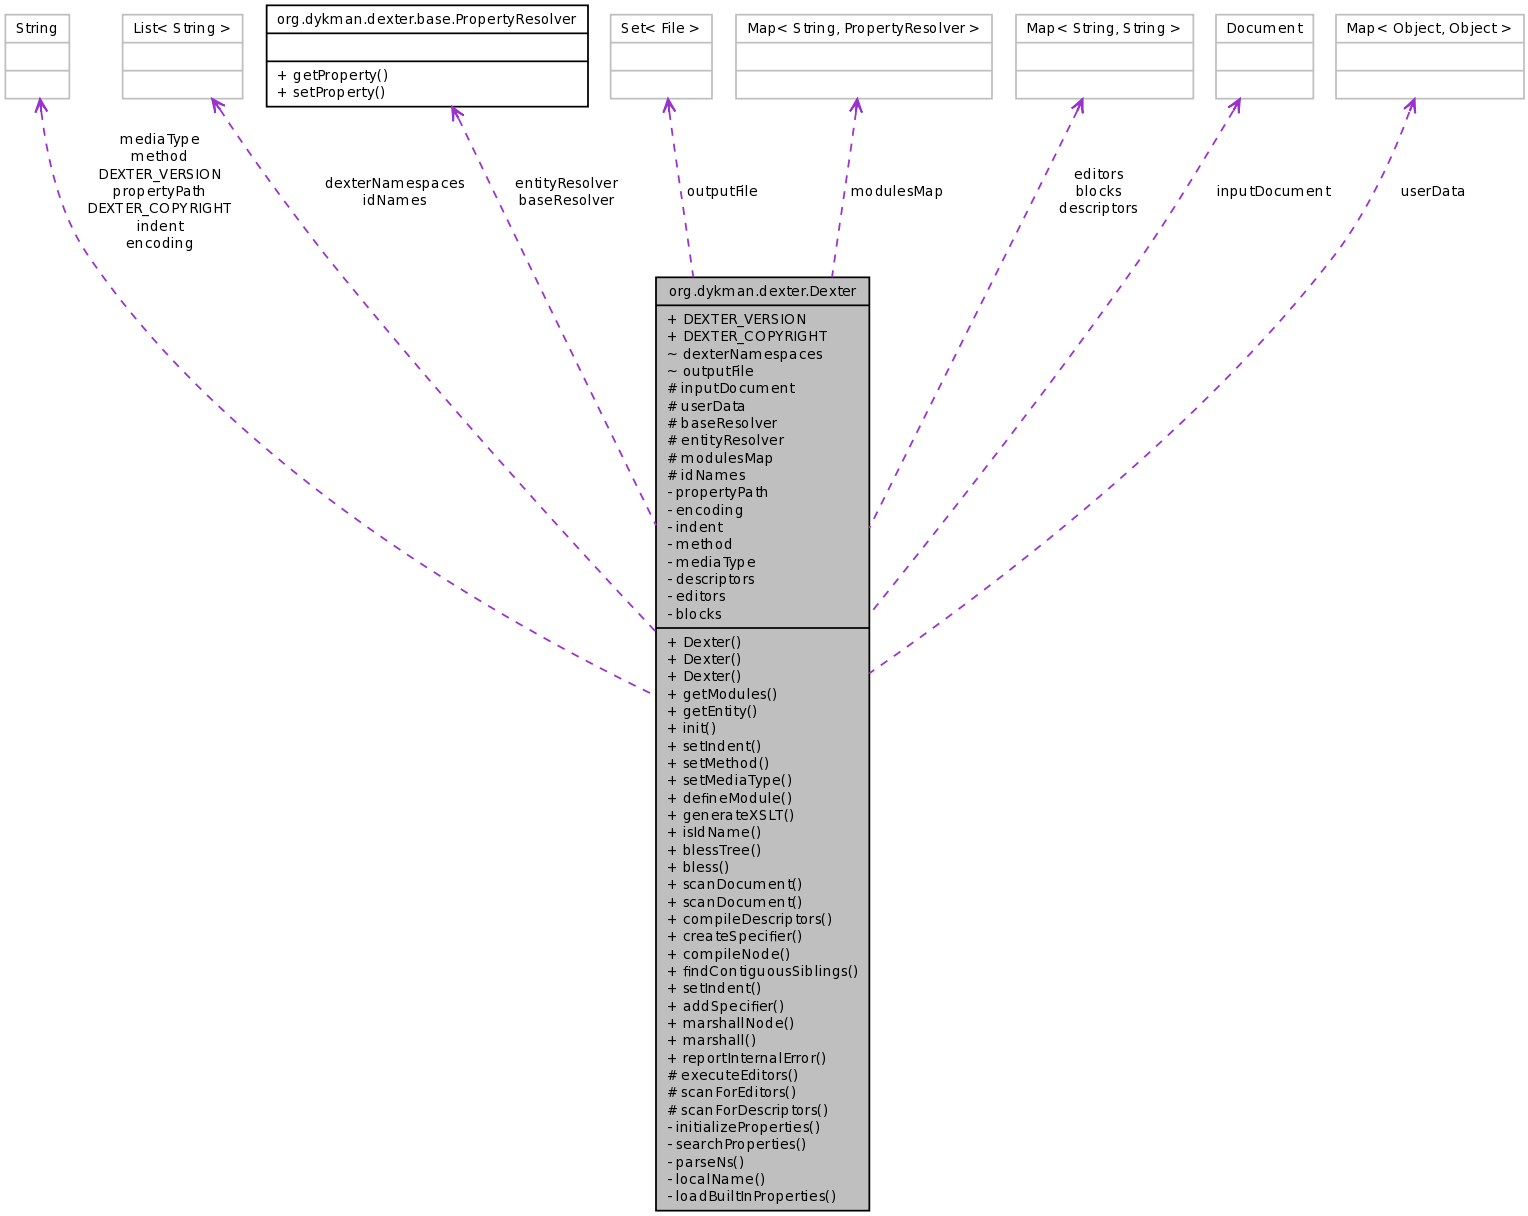 String
List< String >
org.dykman.dexter.base.PropertyResolver
+ getProperty()
+ setProperty()
Set< File >
Map< String, PropertyResolver >
Map< String, String >
Document
Map< Object, Object >
mediaType
method
DEXTER_VERSION
propertyPath
DEXTER_COPYRIGHT
indent
encoding
dexterNamespaces
idNames
entityResolver
baseResolver
outputFile
modulesMap
editors
blocks
descriptors
inputDocument
userData
org.dykman.dexter.Dexter
+ DEXTER_VERSION
+ DEXTER_COPYRIGHT
~ dexterNamespaces
~ outputFile
# inputDocument
# userData
# baseResolver
# entityResolver
# modulesMap
# idNames
- propertyPath
- encoding
- indent
- method
- mediaType
- descriptors
- editors
- blocks
+ Dexter()
+ Dexter()
+ Dexter()
+ getModules()
+ getEntity()
+ init()
+ setIndent()
+ setMethod()
+ setMediaType()
+ defineModule()
+ generateXSLT()
+ isIdName()
+ blessTree()
+ bless()
+ scanDocument()
+ scanDocument()
+ compileDescriptors()
+ createSpecifier()
+ compileNode()
+ findContiguousSiblings()
+ setIndent()
+ addSpecifier()
+ marshallNode()
+ marshall()
+ reportInternalError()
# executeEditors()
# scanForEditors()
# scanForDescriptors()
- initializeProperties()
- searchProperties()
- parseNs()
- localName()
- loadBuiltInProperties()